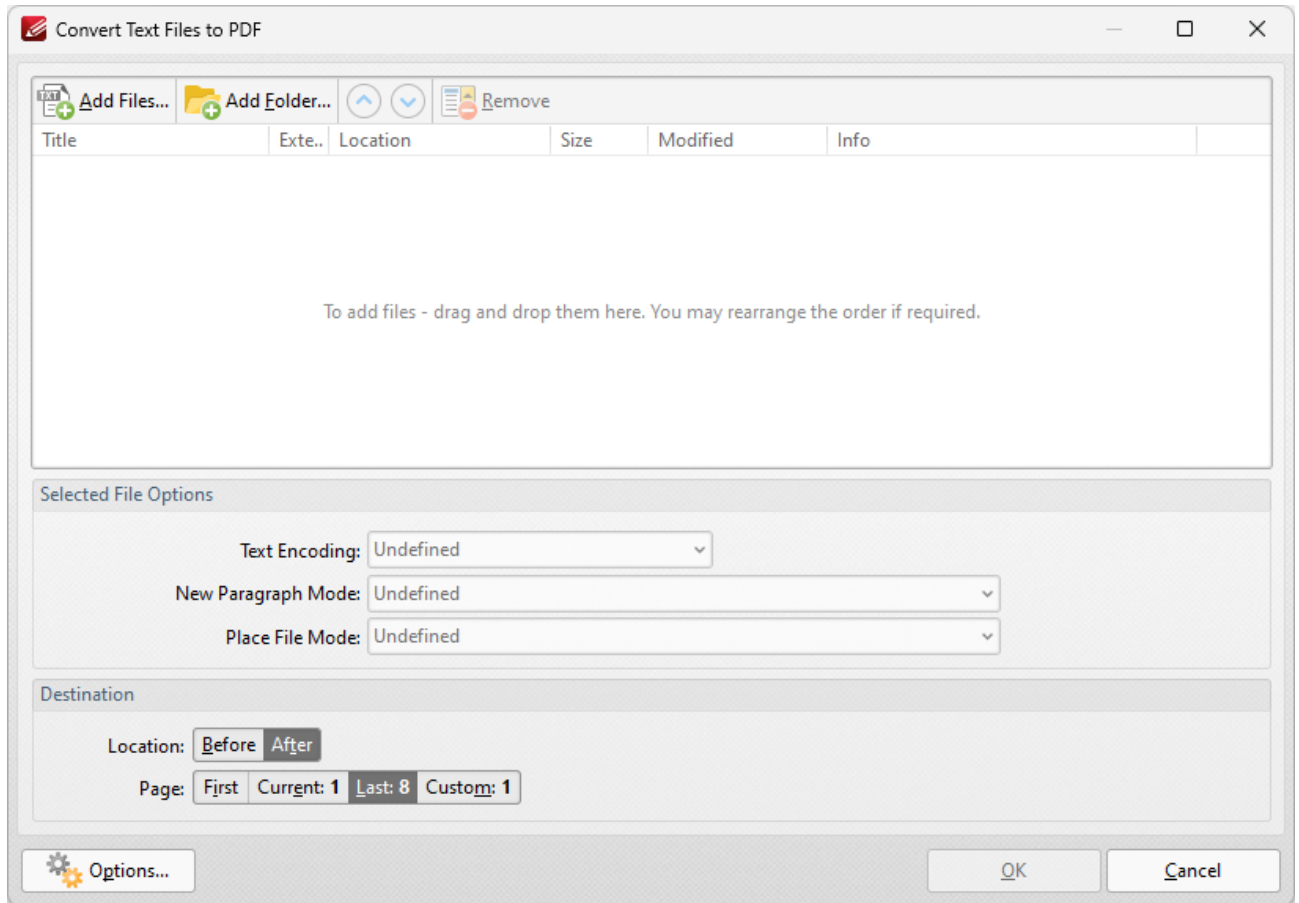 Convert Text Files to PDF
TXT Add Files... Add Folder... Remove
Title Exte.. Location Size Modified Info
To add files - drag and drop them here. You may rearrange the order if required.
Selected File Options
Text Encoding: Undefined
New Paragraph Mode: Undefined
Place File Mode: Undefined
Destination
Location: Before After
Page: First Current: 1 Last: 8 Custom: 1
Options... OK Cancel